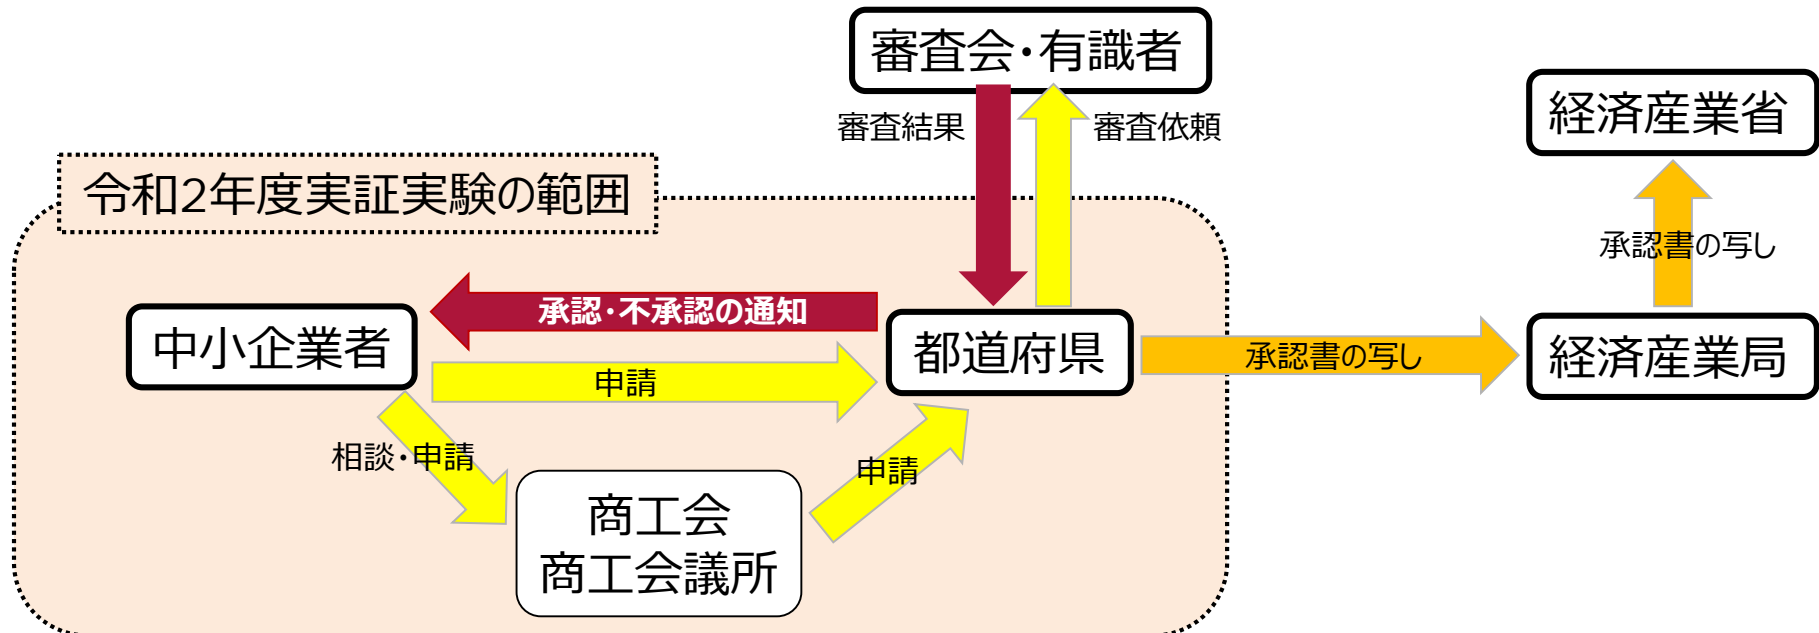 審査会・有識者
経済産業省
審査結果
審査依頼
令和2年度実証実験の範囲
承認書の写し
承認・不承認の通知
中小企業者
都道府県
承認書の写し
経済産業局
申請
相談・申請
申請
商工会
商工会議所